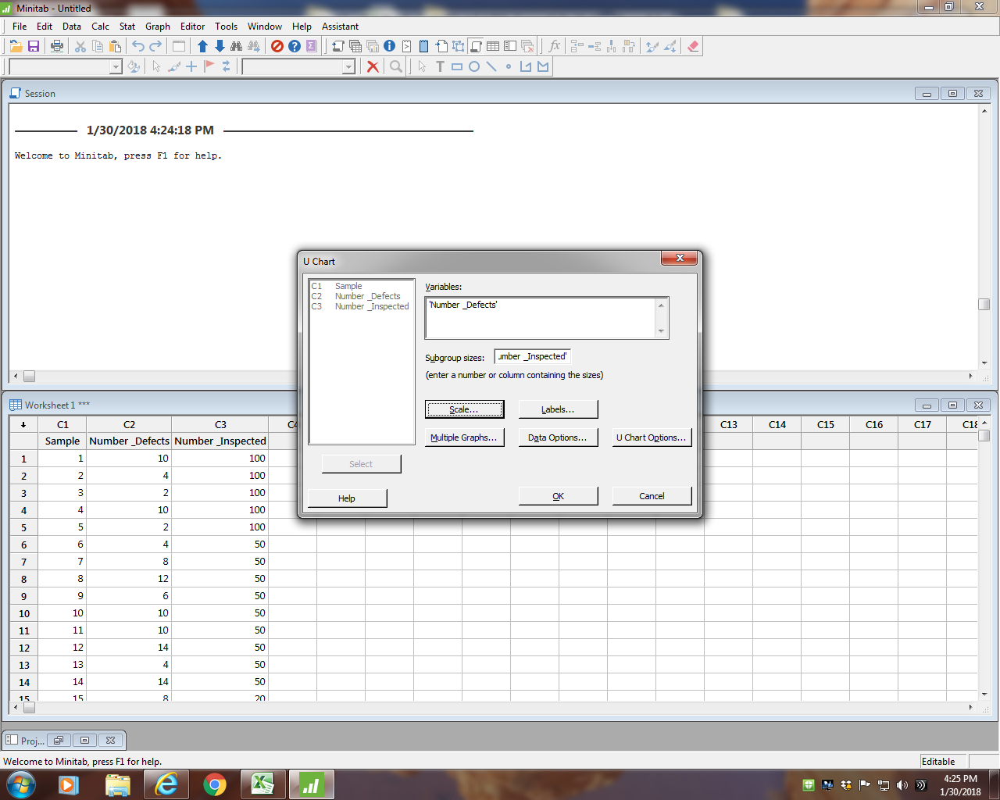 Minitab - Untitled
File Edit Data Calc Stat Graph Editor Tools Window Help Assistant
Session
1/30/2018 4:24:18 PM
Welcome to Minitab, press F1 for help.
U Chart
C1 Sample
C2 Number _Defects
C3 Number _Inspected
Variables:
'Number _Defects'
Subgroup sizes: umber _Inspected'
(enter a number or column containing the sizes)
Scale... Labels...
Multiple Graphs... Data Options... U Chart Options...
Select
Help OK Cancel
Worksheet 1 ***
C1 C2 C3 C4 C13 C14 C15 C16 C17 C18
Sample Number _Defects Number _Inspected
1 1 10 100
2 2 4 100
3 3 2 100
4 4 10 100
5 5 2 100
6 6 4 50
7 7 8 50
8 8 12 50
9 9 6 50
10 10 10 50
11 11 10 50
12 12 14 50
13 13 4 50
14 14 14 50
15 15 8 20
Proj...
Welcome to Minitab, press F1 for help.
Editable
4:25 PM
1/30/2018